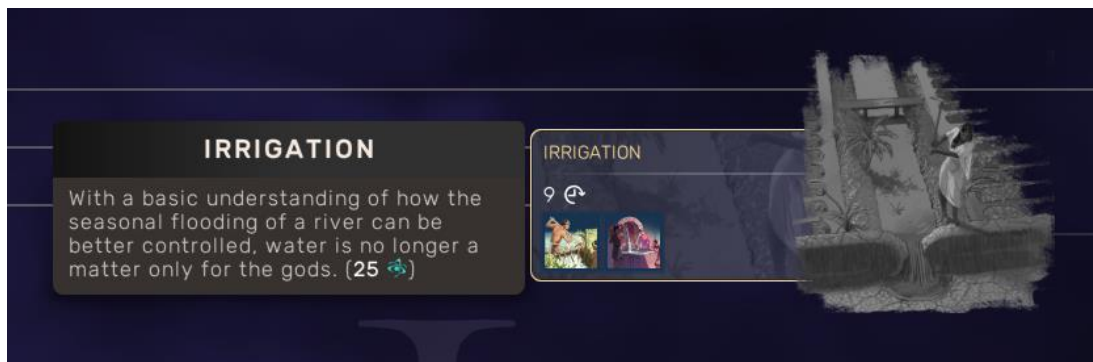 IRRIGATION
With a basic understanding of how the
seasonal flooding of a river can be
better controlled, water is no longer a
matter only for the gods. (25)
IRRIGATION
9